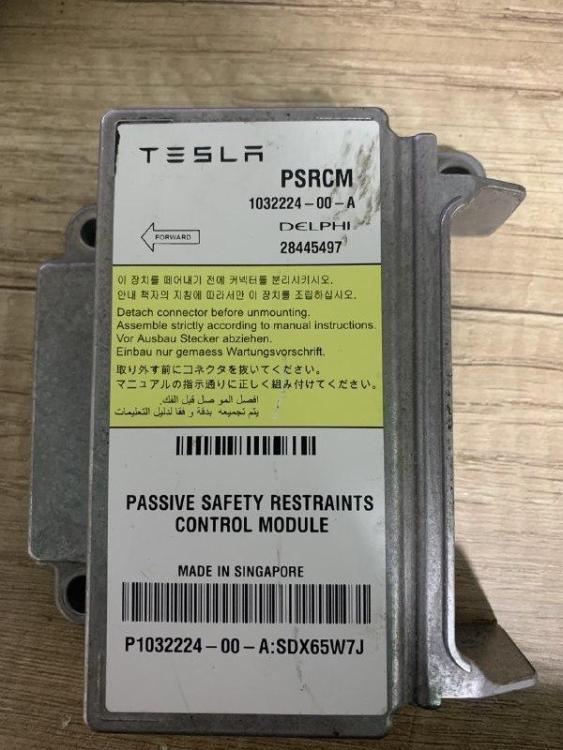 TESLA
PSRCM
1032224-00-A
DELPHI
28445497
FORWARD
이 장치를 떼어내기 전에 커넥터를 분리시키시오.
안내 책자의 지침에 따라서만 이 장치를 조립하십시오.
Detach connector before unmounting.
Assemble strictly according to manual instructions.
Vor Ausbau Stecker abziehen.
Einbau nur gemaess Wartungsvorschrift.
取り外す前にコネクタを抜いてください。
マニュアルの指示通りに正しく組み付けてください。
افصل الموصل قبل الفك.
يتم تجميعه بدقة و فقا لدليل التعليمات
PASSIVE SAFETY RESTRAINTS
CONTROL MODULE
MADE IN SINGAPORE
P1032224-00-A:SDX65W7J